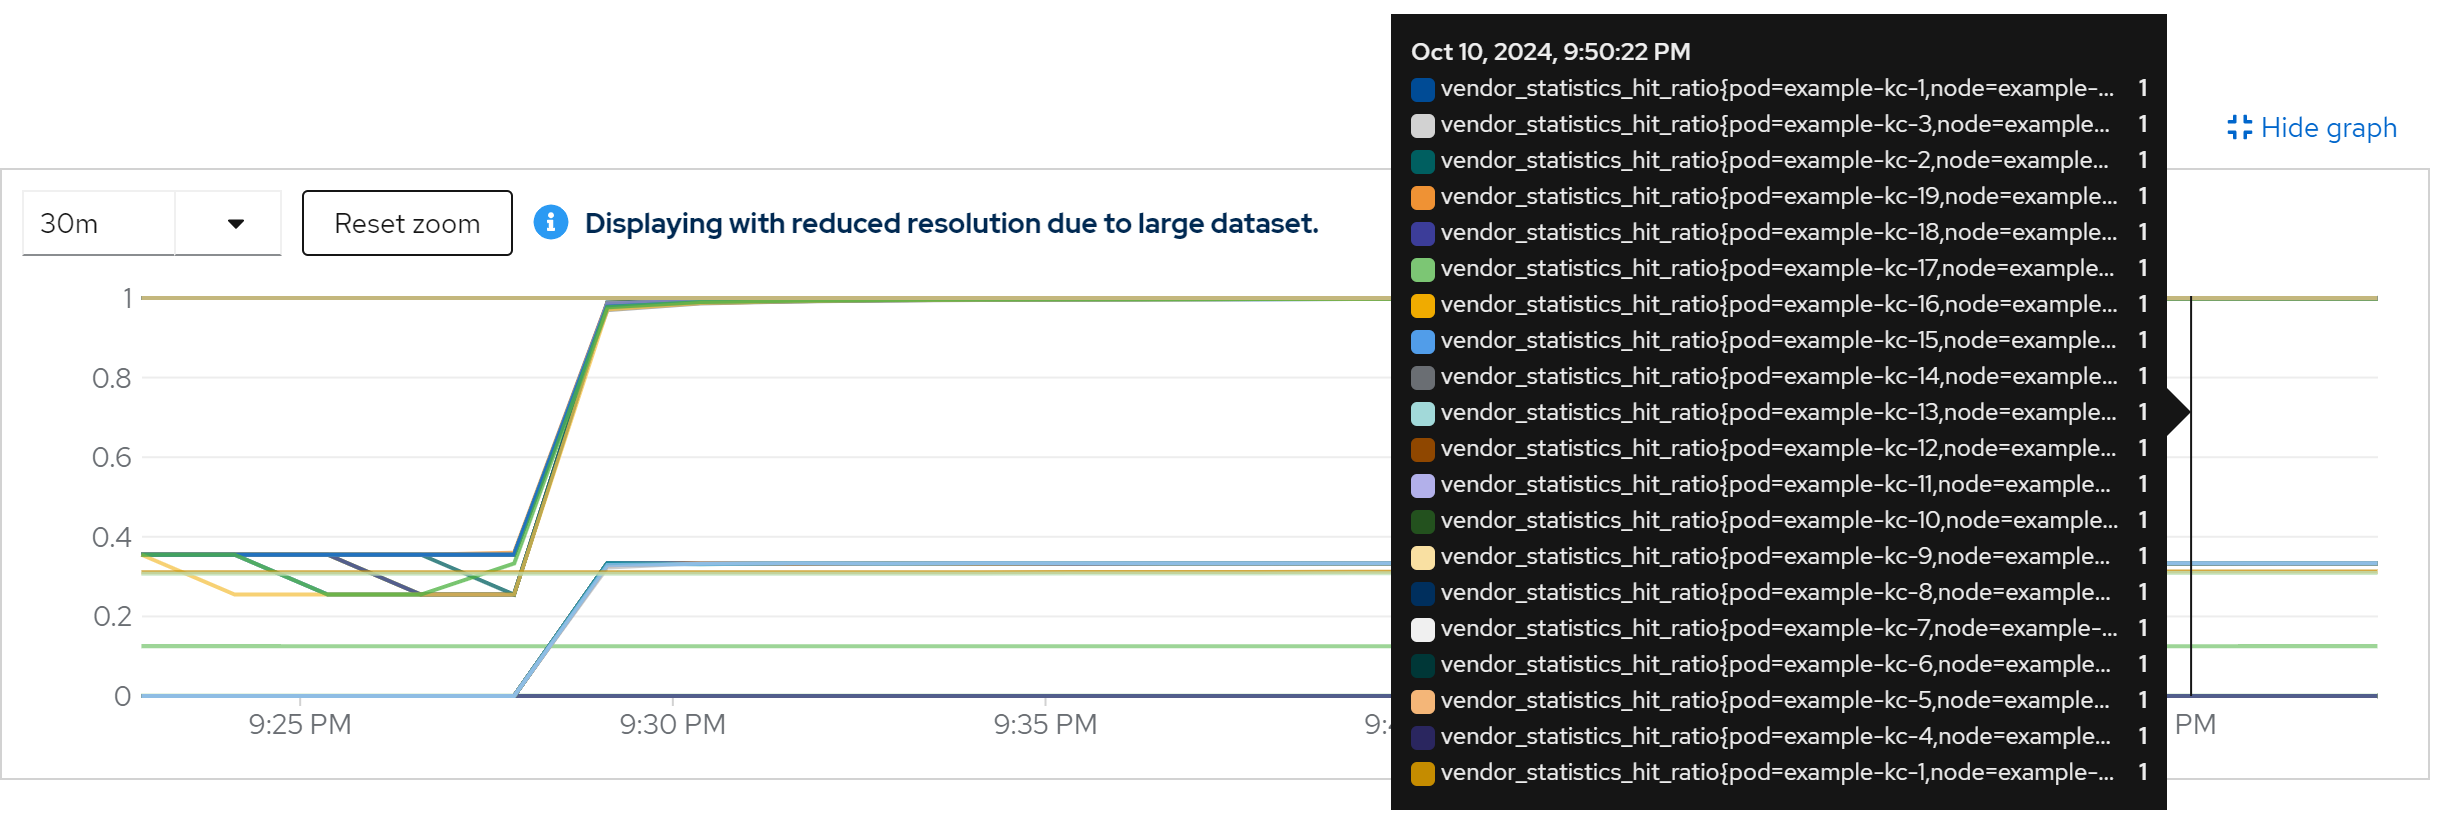 Oct 10, 2024, 9:50:22 PM
vendor_statistics_hit_ratio{pod=example-kc-1,node=example-... 1
vendor_statistics_hit_ratio{pod=example-kc-3,node=example... 1
vendor_statistics_hit_ratio{pod=example-kc-2,node=example... 1
vendor_statistics_hit_ratio{pod=example-kc-19,node=example... 1
vendor_statistics_hit_ratio{pod=example-kc-18,node=example... 1
vendor_statistics_hit_ratio{pod=example-kc-17,node=example... 1
vendor_statistics_hit_ratio{pod=example-kc-16,node=example... 1
vendor_statistics_hit_ratio{pod=example-kc-15,node=example... 1
vendor_statistics_hit_ratio{pod=example-kc-14,node=example... 1
vendor_statistics_hit_ratio{pod=example-kc-13,node=example... 1
vendor_statistics_hit_ratio{pod=example-kc-12,node=example... 1
vendor_statistics_hit_ratio{pod=example-kc-11,node=example... 1
vendor_statistics_hit_ratio{pod=example-kc-10,node=example... 1
vendor_statistics_hit_ratio{pod=example-kc-9,node=example... 1
vendor_statistics_hit_ratio{pod=example-kc-8,node=example... 1
vendor_statistics_hit_ratio{pod=example-kc-7,node=example-... 1
vendor_statistics_hit_ratio{pod=example-kc-6,node=example... 1
vendor_statistics_hit_ratio{pod=example-kc-5,node=example... 1
vendor_statistics_hit_ratio{pod=example-kc-4,node=example... 1
vendor_statistics_hit_ratio{pod=example-kc-1,node=example-... 1
Hide graph
30m
Reset zoom
Displaying with reduced resolution due to large dataset.
1
0.8
0.6
0.4
0.2
0
9:25 PM 9:30 PM 9:35 PM PM